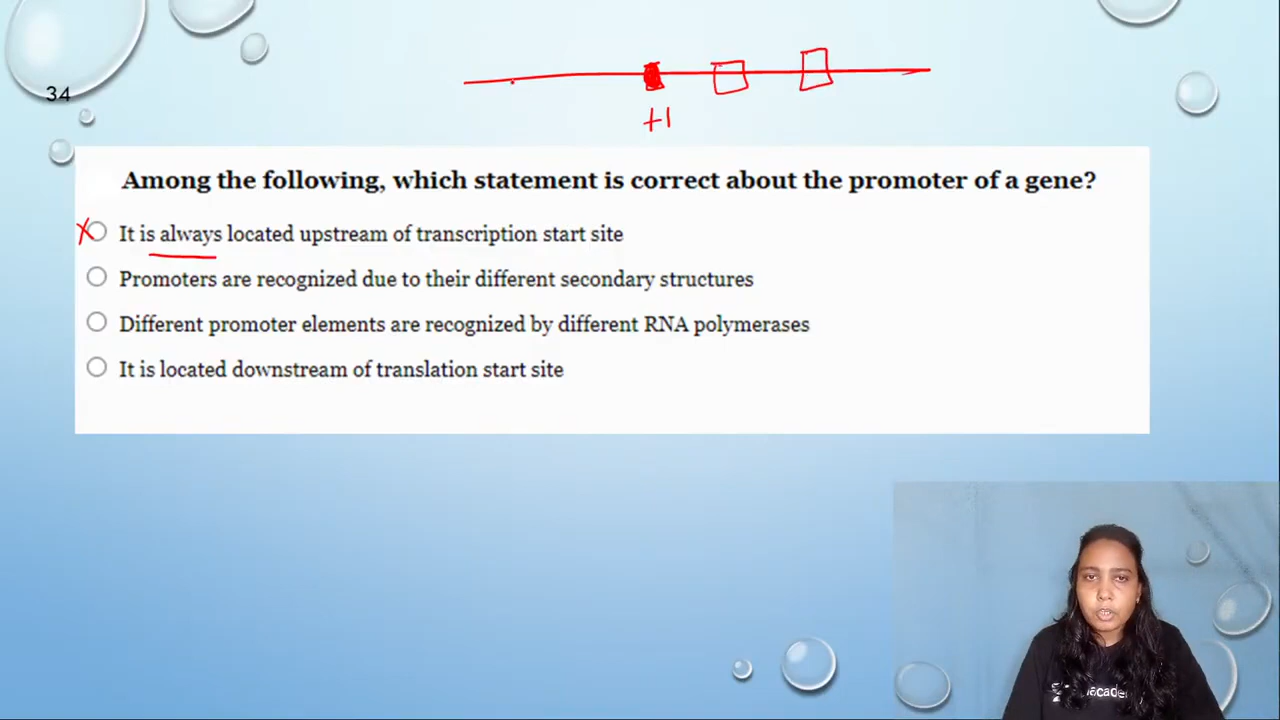 34
+1
Among the following, which statement is correct about the promoter of a gene?
X It is always located upstream of transcription start site
Promoters are recognized due to their different secondary structures
Different promoter elements are recognized by different RNA polymerases
It is located downstream of translation start site